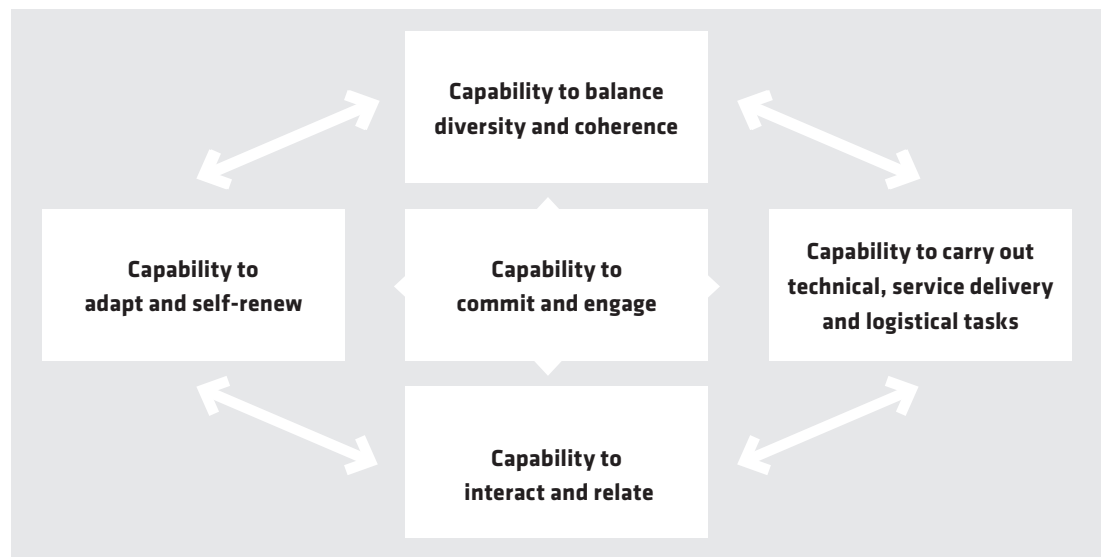 Capability to balance
diversity and coherence
Capability to
adapt and self-renew
Capability to
commit and engage
Capability to carry out
technical, service delivery
and logistical tasks
Capability to
interact and relate